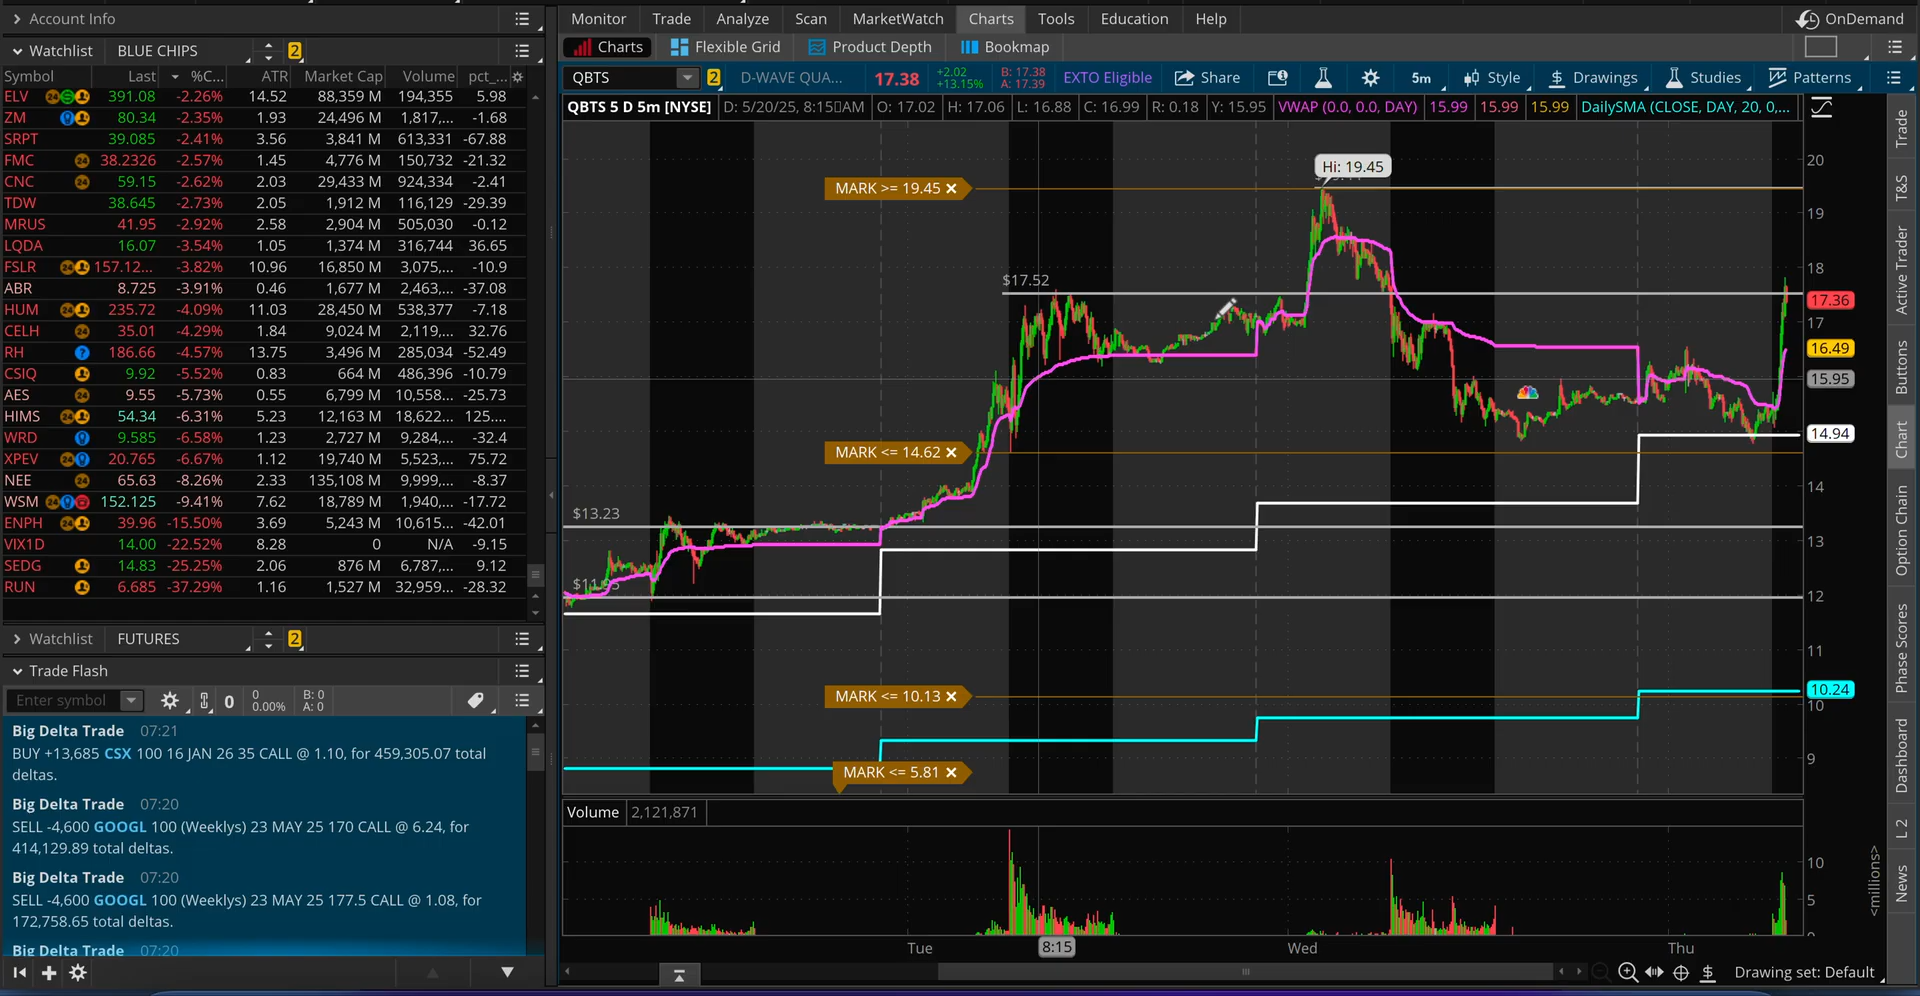 Account Info
Watchlist BLUE CHIPS 2
Symbol Last %C... ATR Market Cap Volume pct_...
ELV 391.08 -2.26% 14.52 88,359 M 194,355 5.98
ZM 80.34 -2.35% 1.93 24,496 M 1,817,... -1.68
SRPT 39.085 -2.41% 3.56 3,841 M 613,331 -67.88
FMC 38.2326 -2.57% 1.45 4,776 M 150,732 -21.32
CNC 59.15 -2.62% 2.03 29,433 M 924,334 -2.41
TDW 38.645 -2.73% 2.05 1,912 M 116,129 -29.39
MRUS 41.95 -2.92% 2.58 2,904 M 505,030 -0.12
LQDA 16.07 -3.54% 1.05 1,374 M 316,744 36.65
FSLR 157.12... -3.82% 10.96 16,850 M 3,075,... -10.9
ABR 8.725 -3.91% 0.46 1,677 M 2,463,... -37.08
HUM 235.72 -4.09% 11.03 28,450 M 538,377 -7.18
CELH 35.01 -4.29% 1.84 9,024 M 2,119,... 32.76
RH 186.66 -4.57% 13.75 3,496 M 285,034 -52.49
CSIQ 9.92 -5.52% 0.83 664 M 486,396 -10.79
AES 9.55 -5.73% 0.55 6,799 M 10,558... -25.73
HIMS 54.34 -6.31% 5.23 12,163 M 18,622... 125....
WRD 9.585 -6.58% 1.23 2,727 M 9,284,... -32.4
XPEV 20.765 -6.67% 1.12 19,740 M 5,523,... 75.72
NEE 65.63 -8.26% 2.33 135,108 M 9,999,... -8.37
WSM 152.125 -9.41% 7.62 18,789 M 1,940,... -17.72
ENPH 39.96 -15.50% 3.69 5,243 M 10,615... -42.01
VIX1D 14.00 -22.52% 8.28 0 N/A -9.15
SEDG 14.83 -25.25% 2.06 876 M 6,787,... 9.12
RUN 6.685 -37.29% 1.16 1,527 M 32,959... -28.32
Watchlist FUTURES 2
Trade Flash
Enter symbol 0 0 0.00% B: 0 A: 0
Big Delta Trade 07:21
BUY +13,685 CSX 100 16 JAN 26 35 CALL @ 1.10, for 459,305.07 total
deltas.
Big Delta Trade 07:20
SELL -4,600 GOOGL 100 (Weeklys) 23 MAY 25 170 CALL @ 6.24, for
414,129.89 total deltas.
Big Delta Trade 07:20
SELL -4,600 GOOGL 100 (Weeklys) 23 MAY 25 177.5 CALL @ 1.08, for
172,758.65 total deltas.
Big Delta Trade 07:20
Monitor Trade Analyze Scan MarketWatch Charts Tools Education Help OnDemand
Charts Flexible Grid Product Depth Bookmap
QBTS 2 D-WAVE QUA... 17.38 +2.02 +13.15% B: 17.38 A: 17.39 EXTO Eligible Share 5m Style Drawings Studies Patterns
QBTS 5 D 5m [NYSE] D: 5/20/25, 8:15 AM O: 17.02 H: 17.06 L: 16.88 C: 16.99 R: 0.18 Y: 15.95 VWAP (0.0, 0.0, DAY) 15.99 15.99 15.99 DailySMA (CLOSE, DAY, 20, 0,...
Hi: 19.45
MARK >= 19.45
$17.52
MARK <= 14.62
$13.23
MARK <= 10.13
MARK <= 5.81
20
19
18
17.36
17
16.49
15.95
14.94
14
13
12
11
10.24
10
9
Volume 2,121,871
10
5
<millions>
Tue 8:15 Wed Thu
Drawing set: Default
Trade
T&S
Active Trader
Buttons
Chart
Option Chain
Phase Scores
Dashboard
L 2
News